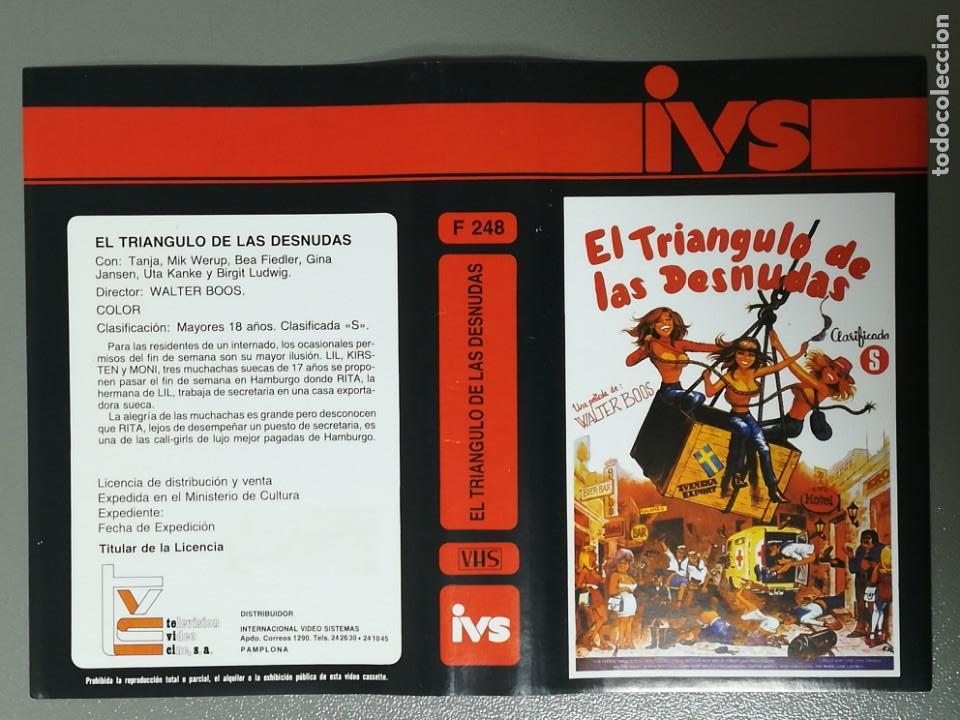 ivs
EL TRIANGULO DE LAS DESNUDAS
Con: Tanja, Mik Werup, Bea Fiedler, Gina
Jansen, Uta Kanke y Birgit Ludwig.
Director: WALTER BOOS.
COLOR
Clasificación: Mayores 18 años. Clasificada «S».
Para las residentes de un internado, los ocasionales per-
misos del fin de semana son su mayor ilusión. LIL, KIRS-
TEN y MONI, tres muchachas suecas de 17 años se propo-
nen pasar el fin de semana en Hamburgo donde RITA, la
hermana de LIL, trabaja de secretaria en una casa exporta-
dora sueca.
La alegría de las muchachas es grande pero desconocen
que RITA, lejos de desempeñar un puesto de secretaria, es
una de las call-girls de lujo mejor pagadas de Hamburgo.
Licencia de distribución y venta
Expedida en el Ministerio de Cultura
Expediente:
Fecha de Expedición
Titular de la Licencia
television
video
cine, s.a.
DISTRIBUIDOR
INTERNACIONAL VIDEO SISTEMAS
Apdo. Correos 1290. Tels. 242630 - 241045
PAMPLONA
Prohibida la reproducción total o parcial, el alquiler o la exhibición pública de esta video cassette.
F 248
EL TRIANGULO DE LAS DESNUDAS
VHS
ivs
El Triangulo de
las Desnudas
Clasificada
S
Una película de:
WALTER BOOS
SVENSKA
EXPORT
BIER-BAR
BAR
Hotel
todocoleccion